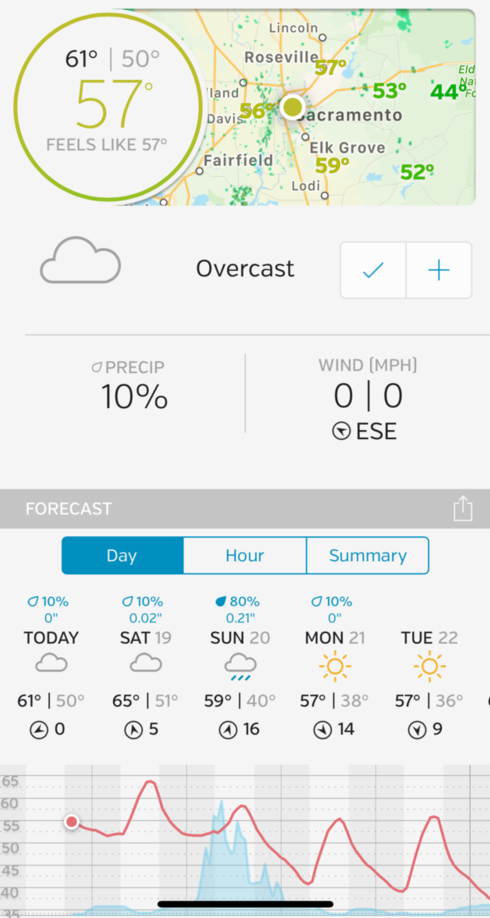 61° | 50°
57°
FEELS LIKE 57°
Lincoln
Roseville
57°
53°
44°
56°
Davis
Sacramento
Elk Grove
Fairfield
59°
52°
Lodi
Overcast
PRECIP
10%
WIND (MPH)
0 | 0
ESE
FORECAST
Day Hour Summary
10% 10% 80% 10%
0" 0.02" 0.21" 0"
TODAY SAT 19 SUN 20 MON 21 TUE 22
61° | 50° 65° | 51° 59° | 40° 57° | 38° 57° | 36°
0 5 16 14 9
65
60
55
50
45
40
35